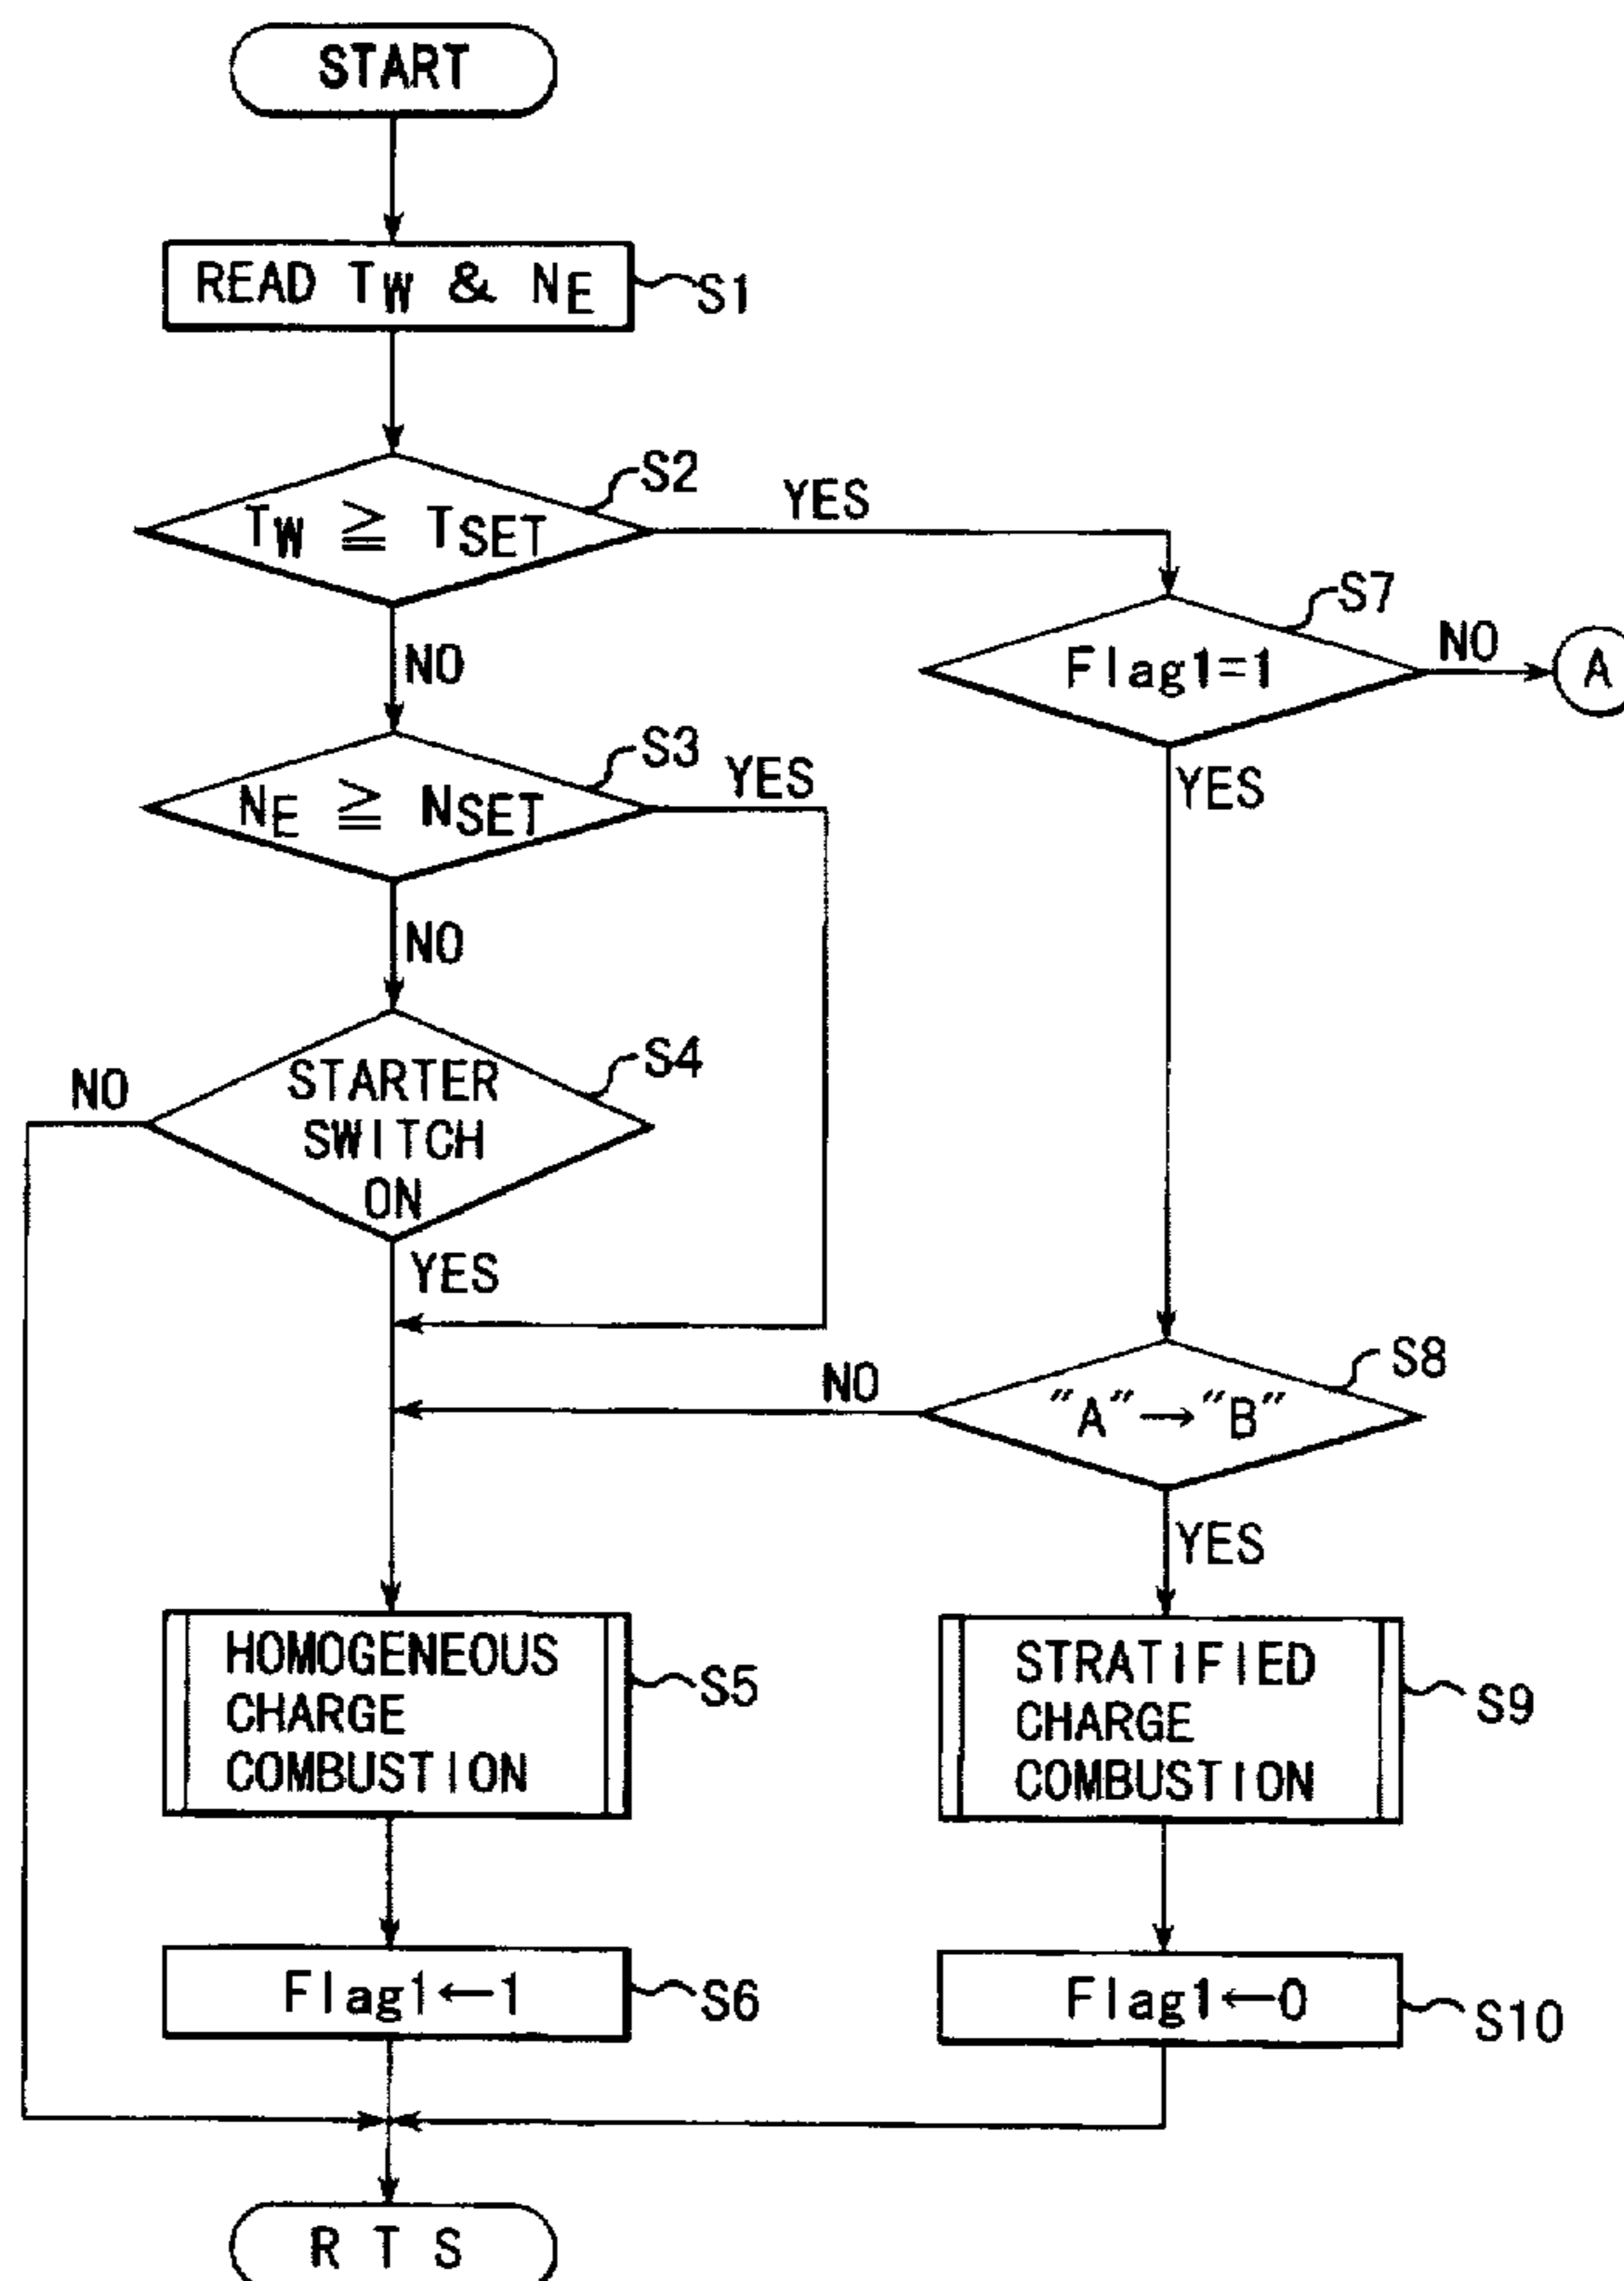 START
READ TW & NE
S1
S2
TW ≧ TSET
YES
S7
NO
Flag1=1
NO
A
S3
NE ≧ NSET
YES
YES
NO
S4
NO
STARTER
SWITCH
ON
YES
S8
NO
"A"→"B"
YES
HOMOGENEOUS
CHARGE
COMBUSTION
S5
STRATIFIED
CHARGE
COMBUSTION
S9
Flag1←1
S6
Flag1←0
S10
R T S